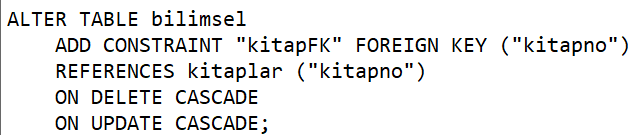 ALTER TABLE bilimsel
    ADD CONSTRAINT "kitapFK" FOREIGN KEY ("kitapno")
    REFERENCES kitaplar ("kitapno")
    ON DELETE CASCADE
    ON UPDATE CASCADE;